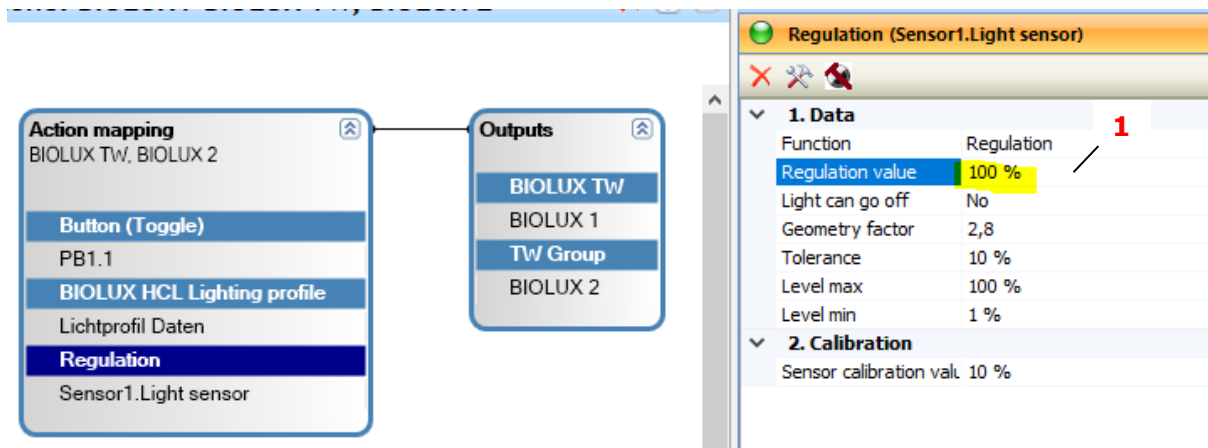 Regulation (Sensor1.Light sensor)
Action mapping
BIOLUX TW, BIOLUX 2
Button (Toggle)
PB1.1
BIOLUX HCL Lighting profile
Lichtprofil Daten
Regulation
Sensor1.Light sensor
Outputs
BIOLUX TW
BIOLUX 1
TW Group
BIOLUX 2
1. Data
1
Function Regulation
Regulation value 100 %
Light can go off No
Geometry factor 2,8
Tolerance 10 %
Level max 100 %
Level min 1 %
2. Calibration
Sensor calibration valu 10 %